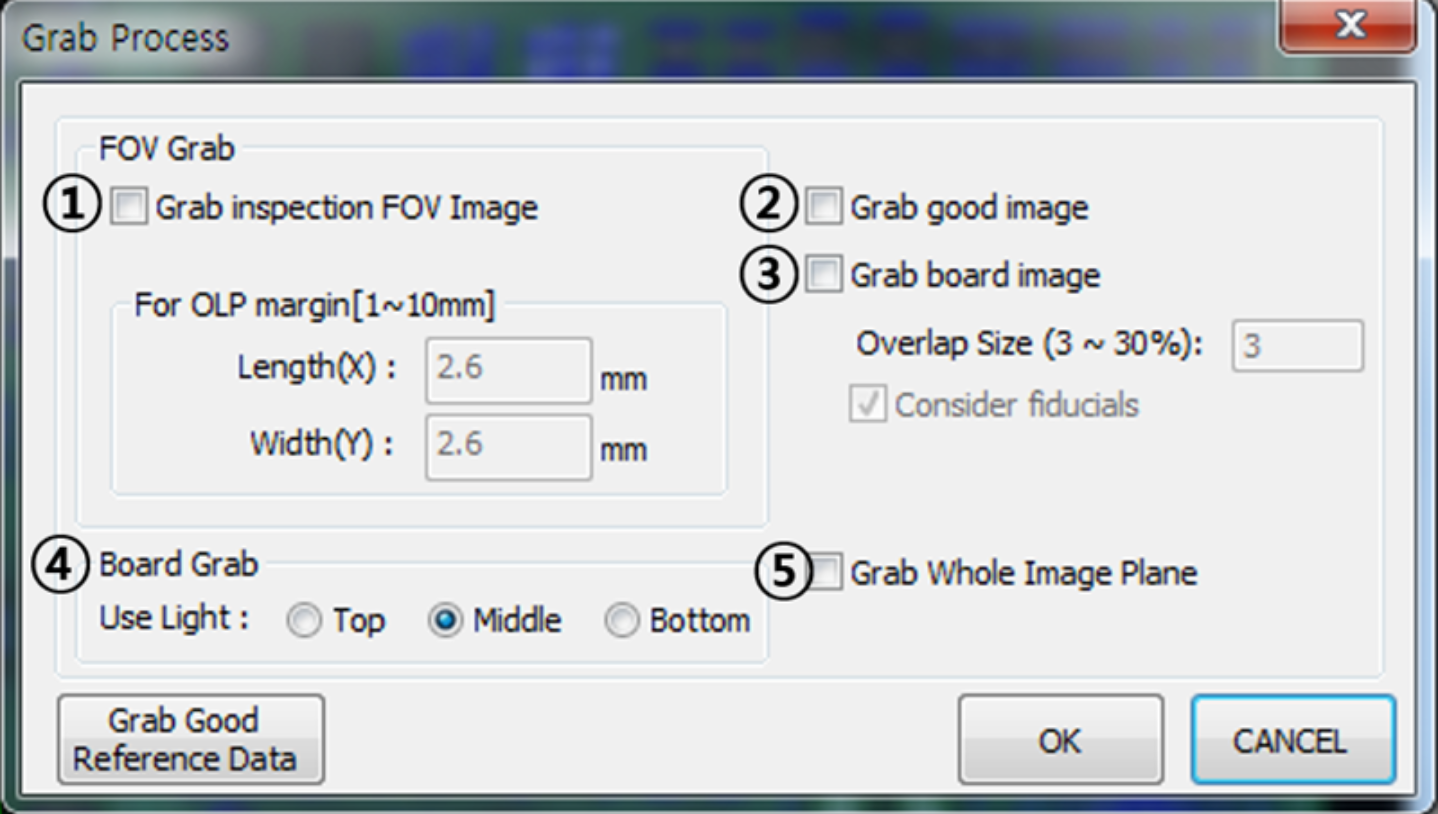 Grab Process
X
FOV Grab
① Grab inspection FOV Image
② Grab good image
③ Grab board image
For OLP margin[1~10mm]
Length(X) : 2.6 mm
Width(Y) : 2.6 mm
Overlap Size (3 ~ 30%): 3
Consider fiducials
④ Board Grab
Use Light : Top Middle Bottom
⑤ Grab Whole Image Plane
Grab Good
Reference Data
OK
CANCEL